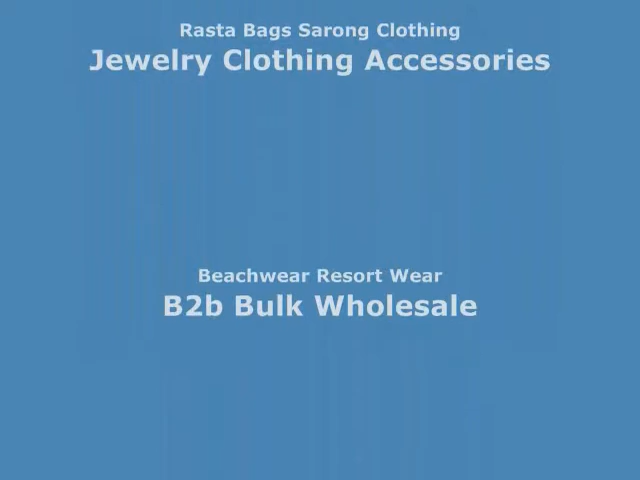 Rasta Bags Sarong Clothing
Jewelry Clothing Accessories
Beachwear Resort Wear
B2b Bulk Wholesale